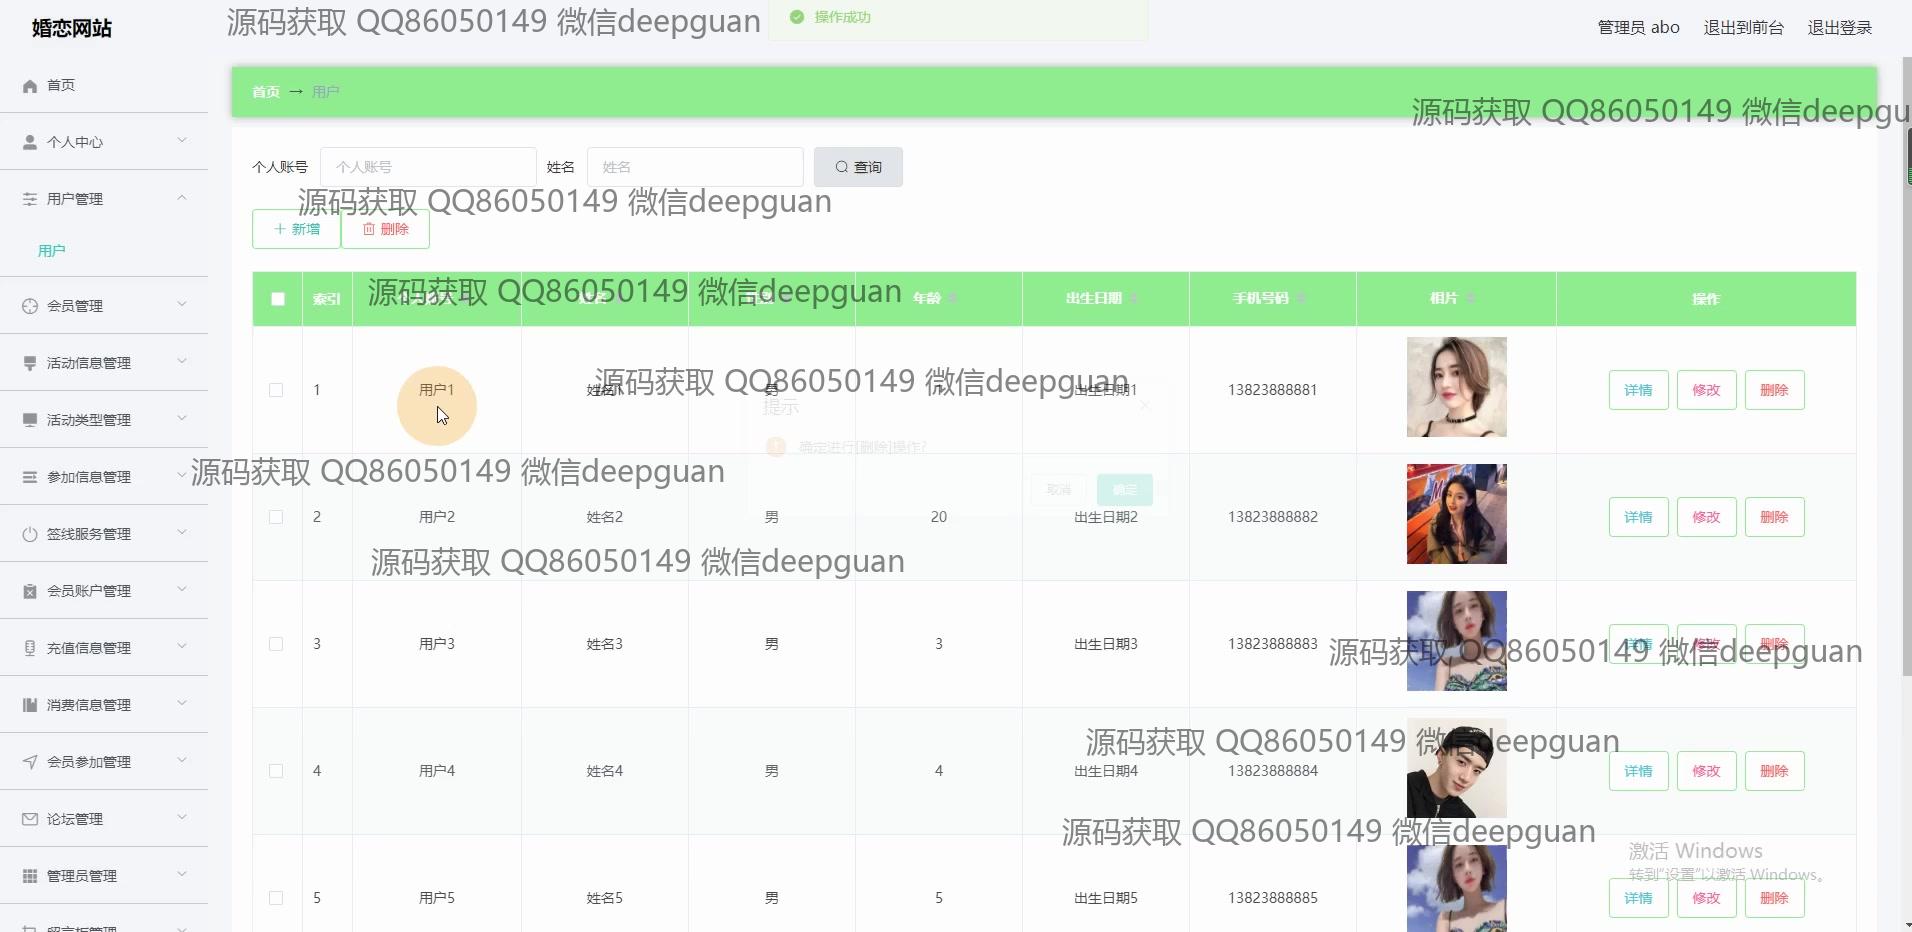 婚恋网站
源码获取 QQ86050149 微信deepguan
操作成功
管理员 abo 退出到前台 退出登录
首页
个人中心
用户管理
用户
会员管理
活动信息管理
活动类型管理
参加信息管理
签线服务管理
会员账户管理
充值信息管理
消费信息管理
会员参加管理
论坛管理
管理员管理
首页 → 用户
源码获取 QQ86050149 微信deepgu
个人账号 个人账号 姓名 姓名 查询
源码获取 QQ86050149 微信deepguan
新增 删除
源码获取 QQ86050149 微信deepguan
索引 年龄 出生日期 手机号码 相片 操作
源码获取 QQ86050149 微信deepguan
1 用户1 姓名1 男 出生日期1 13823888881 详情 修改 删除
提示
确定进行[删除]操作?
取消 确定
源码获取 QQ86050149 微信deepguan
2 用户2 姓名2 男 20 出生日期2 13823888882 详情 修改 删除
源码获取 QQ86050149 微信deepguan
3 用户3 姓名3 男 3 出生日期3 13823888883 详情 修改 删除
源码获取 QQ86050149 微信deepguan
源码获取 QQ86050149 微信deepguan
4 用户4 姓名4 男 4 出生日期4 13823888884 详情 修改 删除
源码获取 QQ86050149 微信deepguan
激活 Windows
转到"设置"以激活 Windows。
5 用户5 姓名5 男 5 出生日期5 13823888885 详情 修改 删除